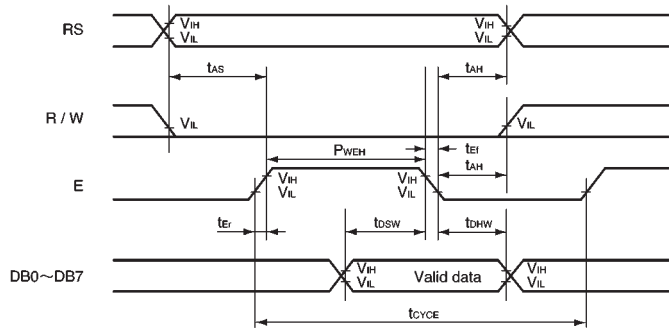 RS
VIH
VIL
VIH
VIL
tAS
tAH
R / W
VIL
VIL
PWEH
tEf
tAH
E
VIH
VIL
VIH
VIL
tEr
tDSW
tDHW
DB0～DB7
VIH
VIL
Valid data
VIH
VIL
tCYCE